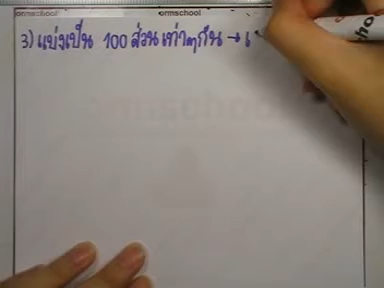 ormschool ormschool
3) แบ่งเป็น 100 ส่วนเท่าๆกัน → เ